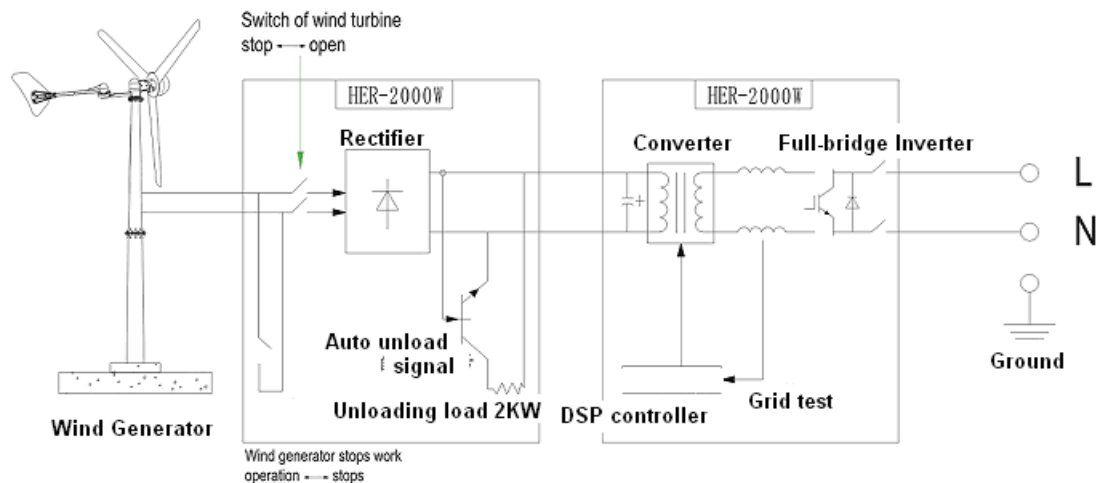 Switch of wind turbine
stop ←→ open
HER-2000W
HER-2000W
Rectifier
Converter
Full-bridge Inverter
L
N
Auto unload
signal
Unloading load 2KW
DSP controller
Grid test
Ground
Wind Generator
Wind generator stops work
operation ←→ stops